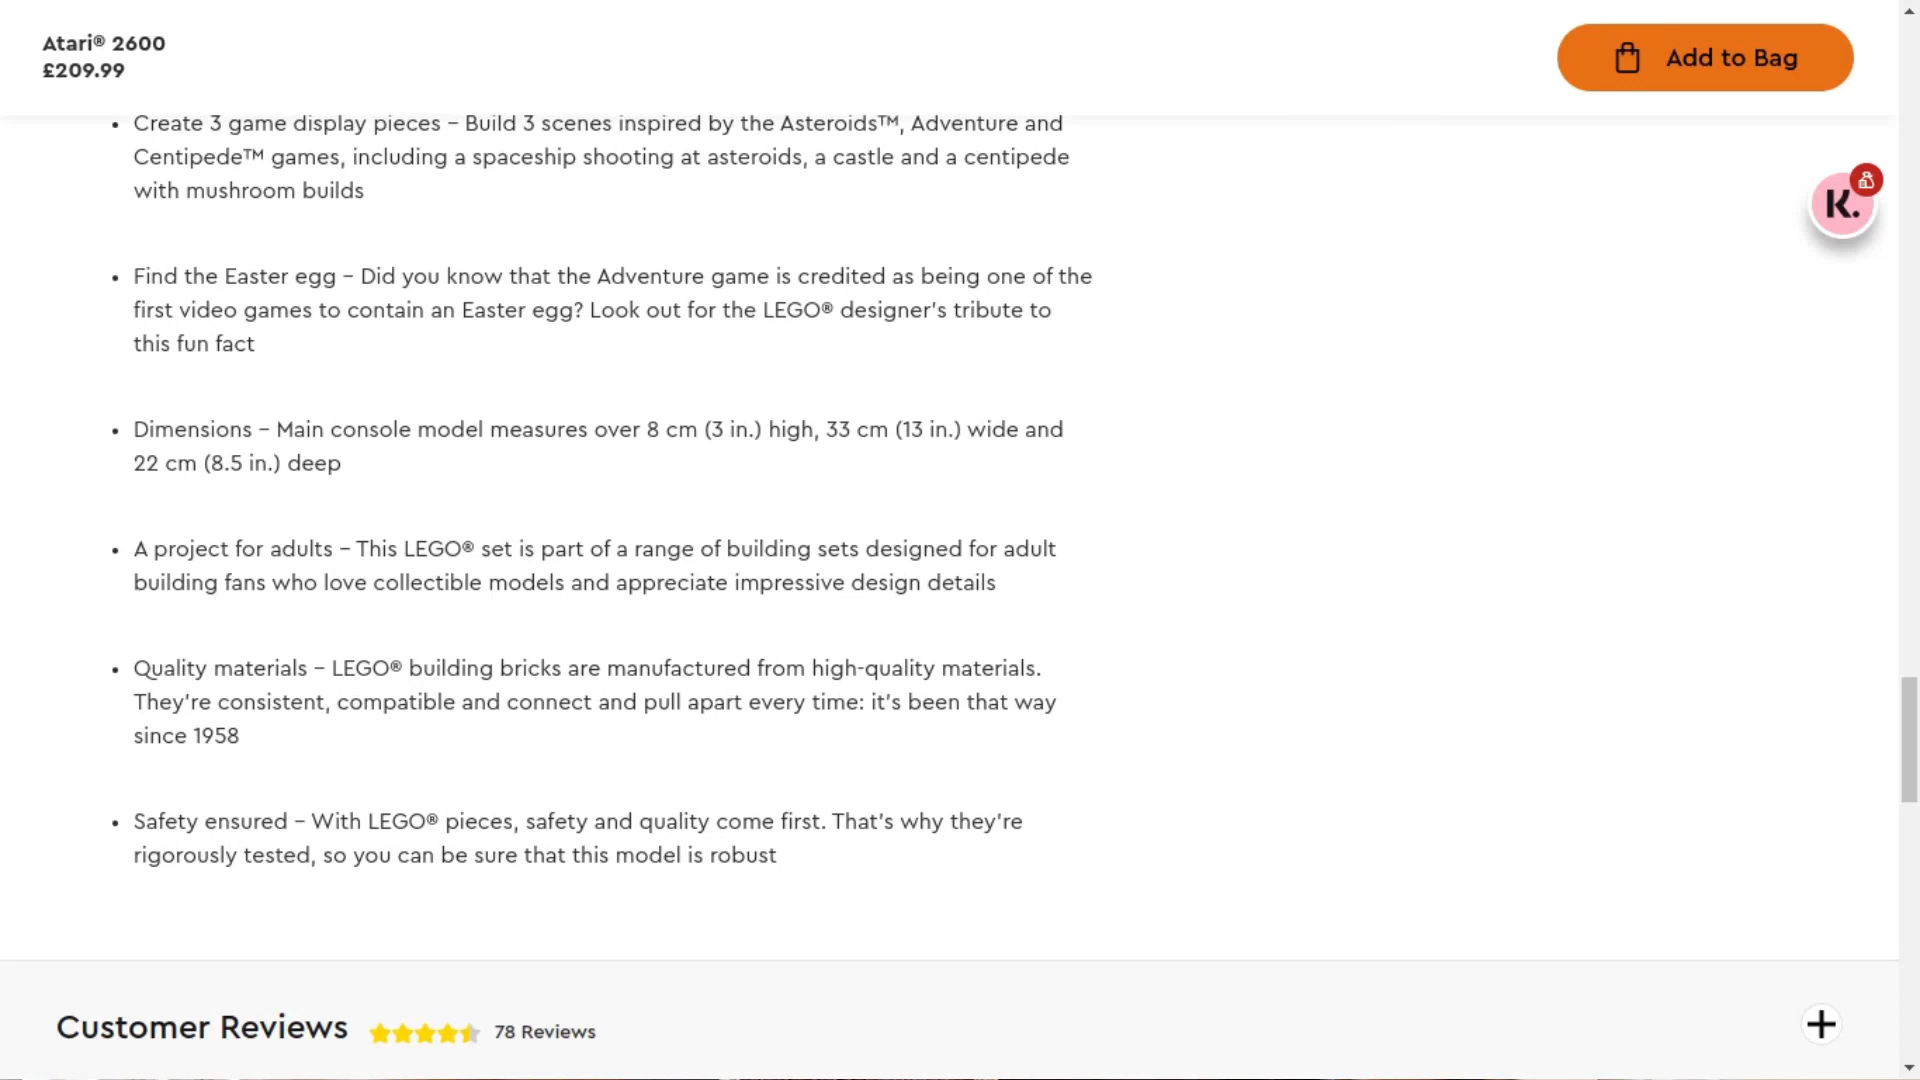 Atari® 2600
£209.99
Add to Bag
• Create 3 game display pieces – Build 3 scenes inspired by the Asteroids™, Adventure and
Centipede™ games, including a spaceship shooting at asteroids, a castle and a centipede
with mushroom builds
K.
• Find the Easter egg – Did you know that the Adventure game is credited as being one of the
first video games to contain an Easter egg? Look out for the LEGO® designer’s tribute to
this fun fact
• Dimensions – Main console model measures over 8 cm (3 in.) high, 33 cm (13 in.) wide and
22 cm (8.5 in.) deep
• A project for adults – This LEGO® set is part of a range of building sets designed for adult
building fans who love collectible models and appreciate impressive design details
• Quality materials – LEGO® building bricks are manufactured from high-quality materials.
They’re consistent, compatible and connect and pull apart every time: it’s been that way
since 1958
• Safety ensured – With LEGO® pieces, safety and quality come first. That’s why they’re
rigorously tested, so you can be sure that this model is robust
Customer Reviews
78 Reviews